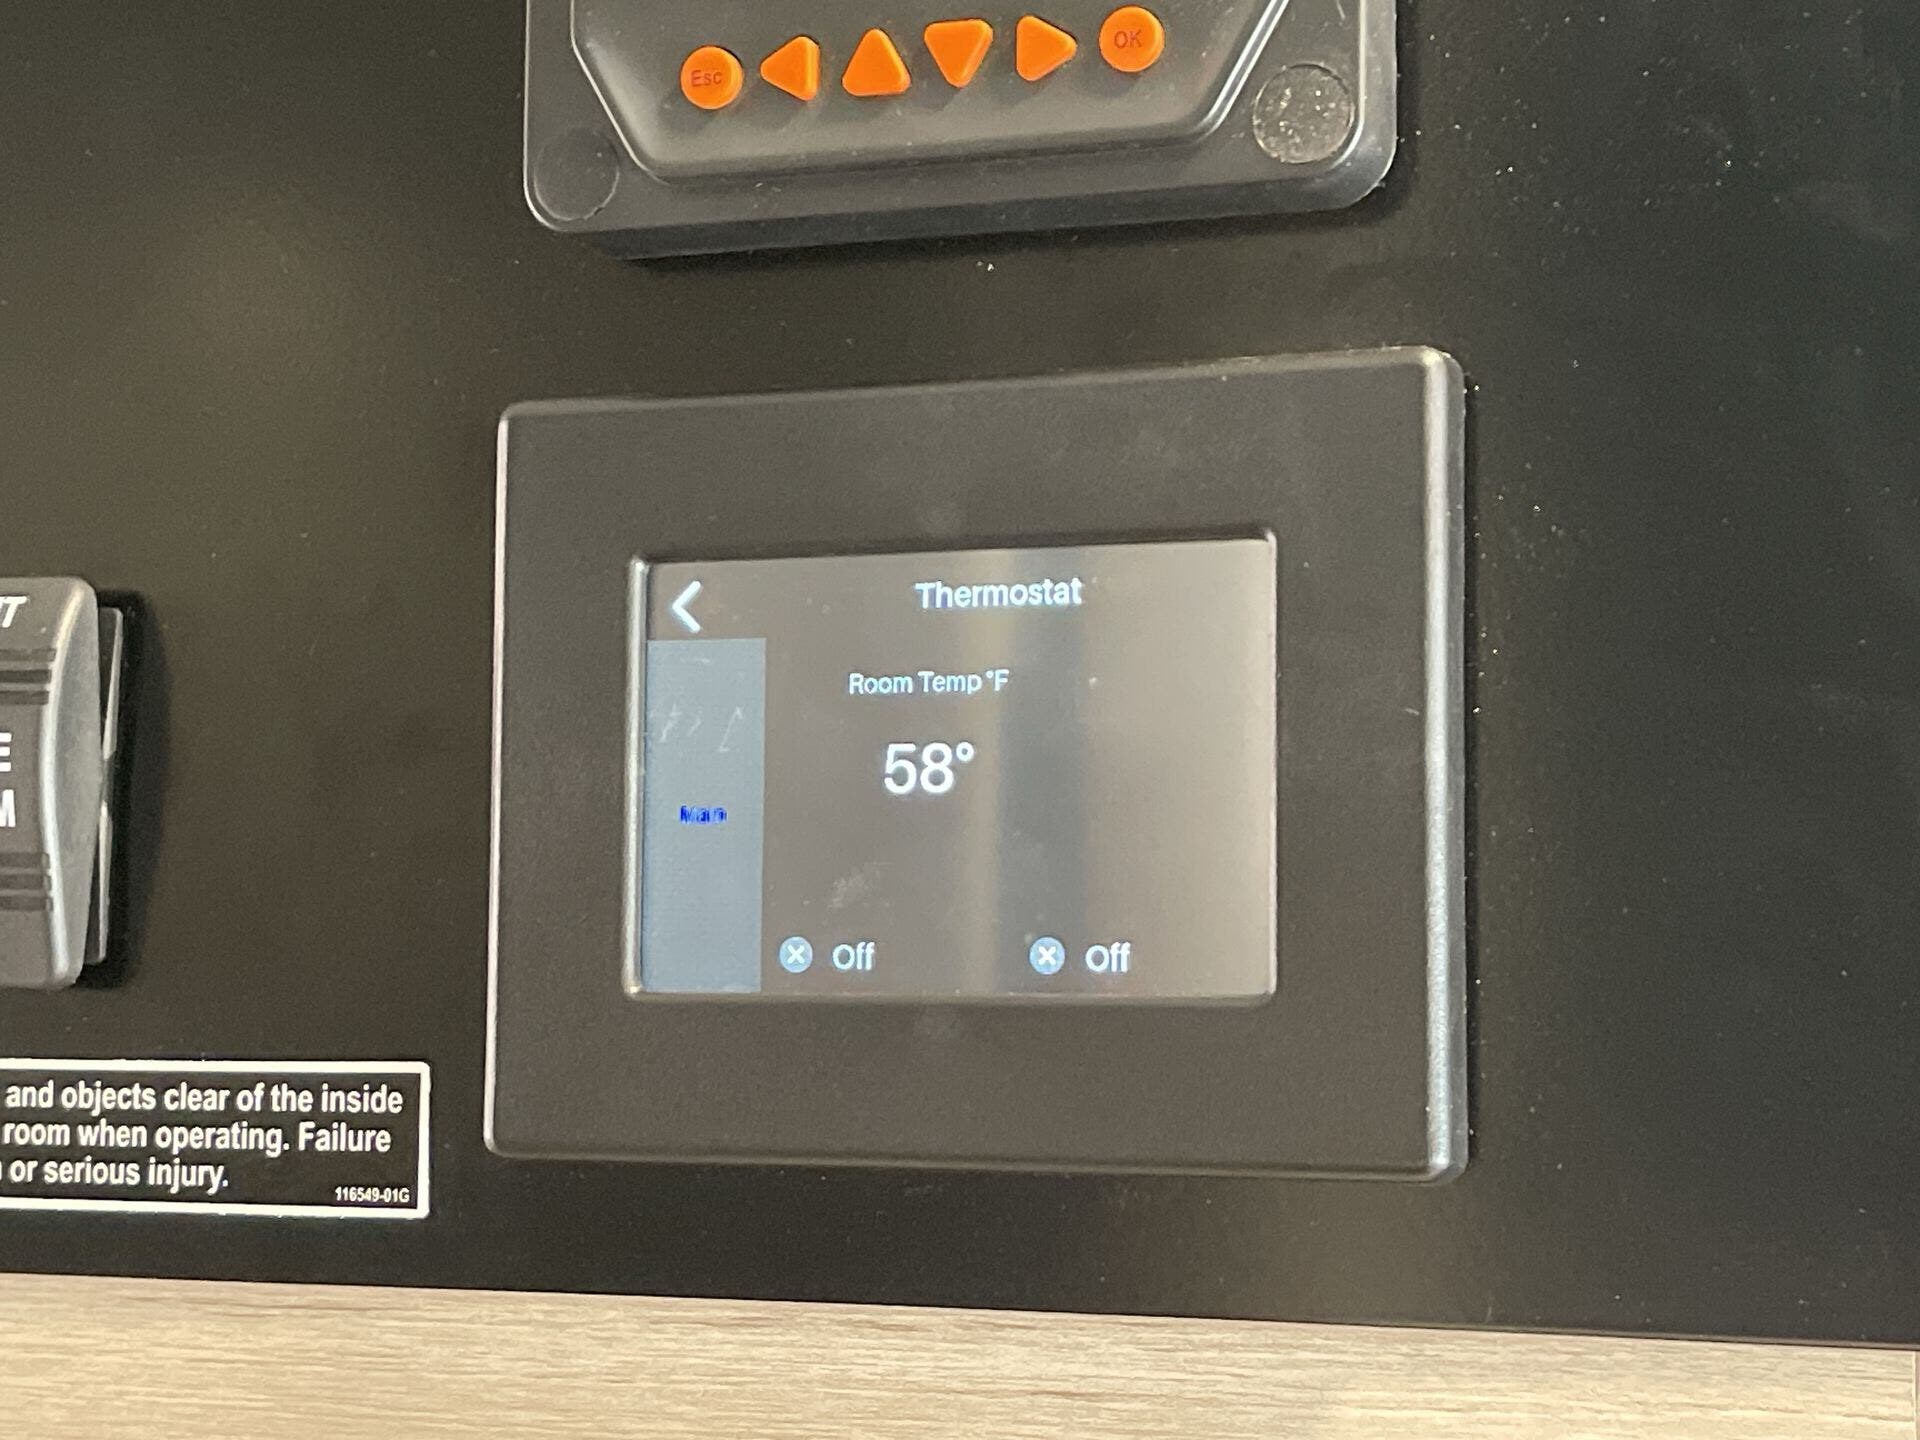 Esc
OK
Thermostat
Room Temp °F
58°
Main
Off
Off
and objects clear of the inside
room when operating. Failure
or serious injury.
116549-01G